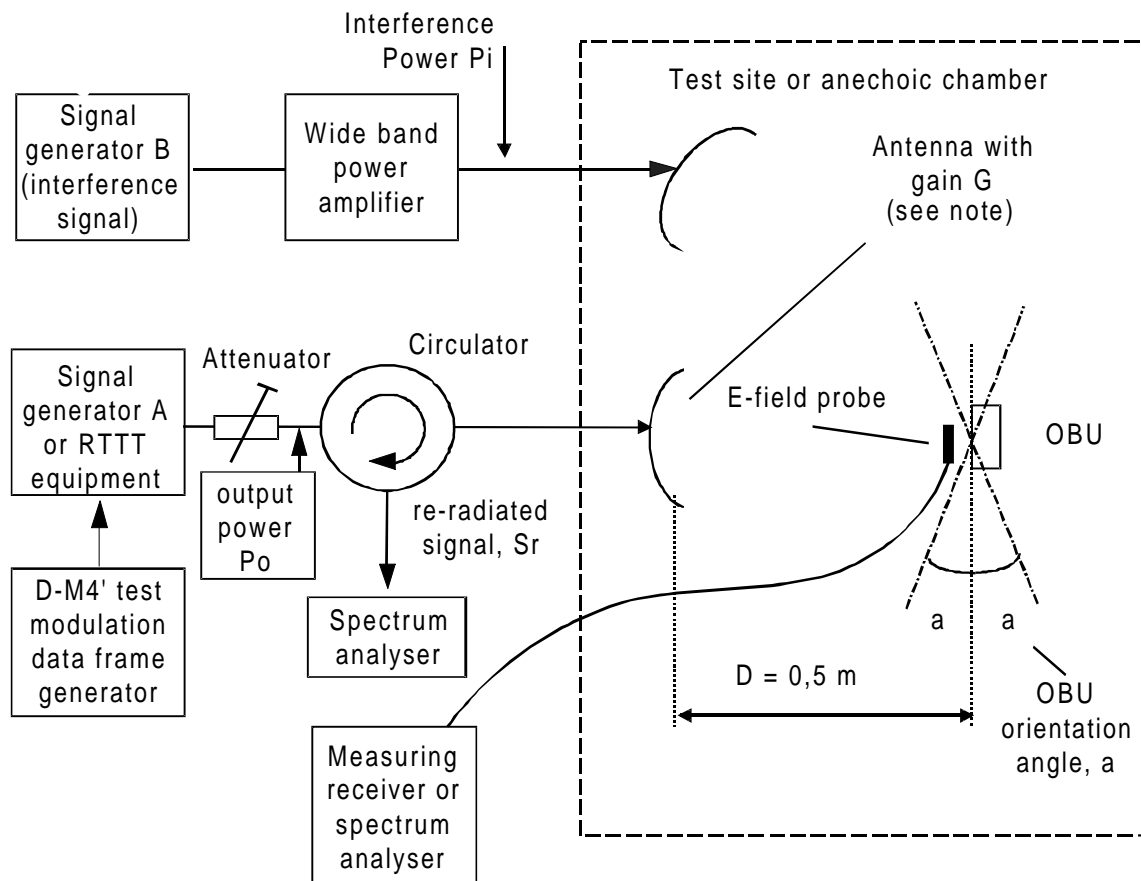 Interference
Power Pi
Test site or anechoic chamber
Signal
generator B
(interference
signal)
Wide band
power
amplifier
Antenna with
gain G
(see note)
Signal
generator A
or RTTT
equipment
Attenuator
Circulator
E-field probe
OBU
output
power
Po
re-radiated
signal, Sr
D-M4' test
modulation
data frame
generator
Spectrum
analyser
a
a
D = 0,5 m
OBU
orientation
angle, a
Measuring
receiver or
spectrum
analyser